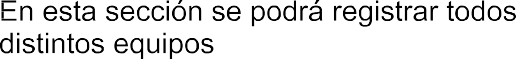 En esta sección se podrá registrar todos
distintos equipos